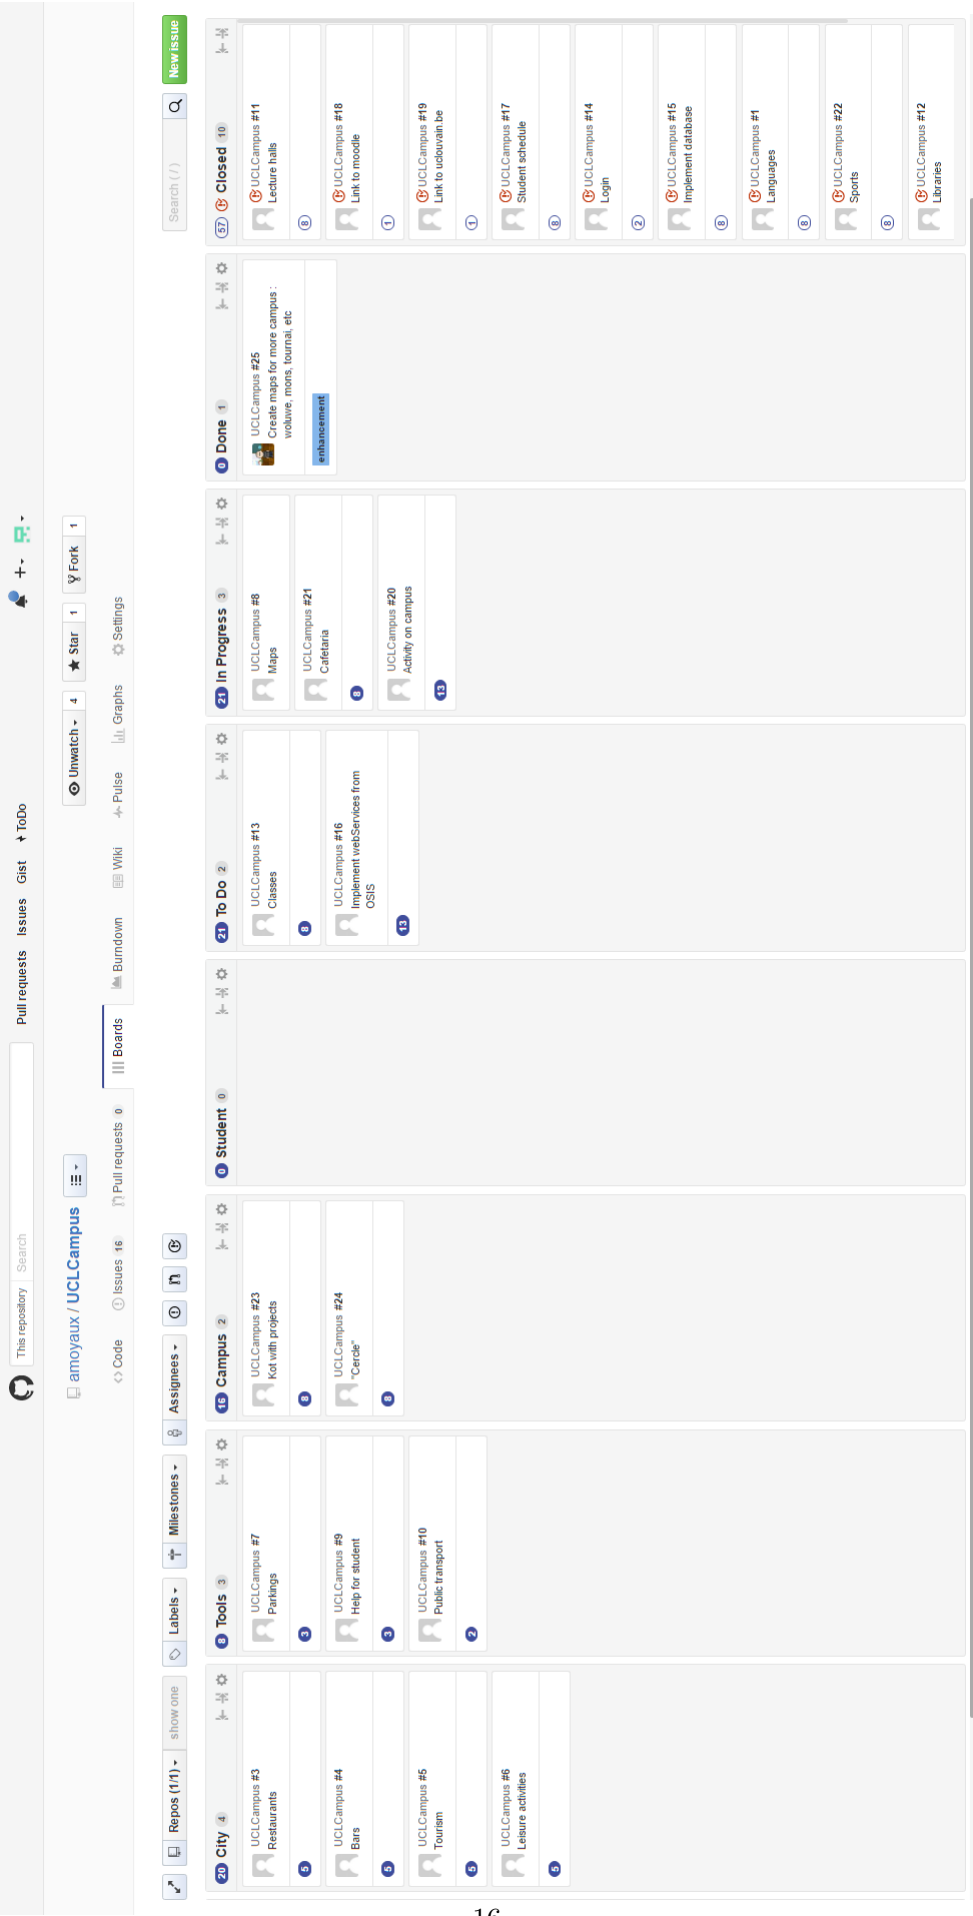 This repository Search
Pull requests Issues Gist ToDo
amoyaux / UCLCampus
Unwatch 4
Star 1
Fork 1
Code
Issues 16
Pull requests 0
Boards
Burndown
Wiki
Pulse
Graphs
Settings
Repos (1/1)
show one
Labels
Milestones
Assignees
Search ( / )
New issue
20 City 4
UCLCampus #3
Restaurants
5
UCLCampus #4
Bars
5
UCLCampus #5
Tourism
5
UCLCampus #6
Leisure activities
5
8 Tools 3
UCLCampus #7
Parkings
3
UCLCampus #9
Help for student
3
UCLCampus #10
Public transport
2
16 Campus 2
UCLCampus #23
Kot with projects
8
UCLCampus #24
"Cercle"
8
0 Student 0
21 To Do 2
UCLCampus #13
Classes
8
UCLCampus #16
Implement webServices from
OSIS
13
21 In Progress 3
UCLCampus #8
Maps
UCLCampus #21
Cafetaria
8
UCLCampus #20
Activity on campus
13
0 Done 1
UCLCampus #25
Create maps for more campus :
woluwe, mons, tournai, etc
enhancement
57 Closed 10
UCLCampus #11
Lecture halls
8
UCLCampus #18
Link to moodle
1
UCLCampus #19
Link to uclouvain.be
1
UCLCampus #17
Student schedule
8
UCLCampus #14
Login
2
UCLCampus #15
Implement database
8
UCLCampus #1
Languages
8
UCLCampus #22
Sports
8
UCLCampus #12
Libraries
16